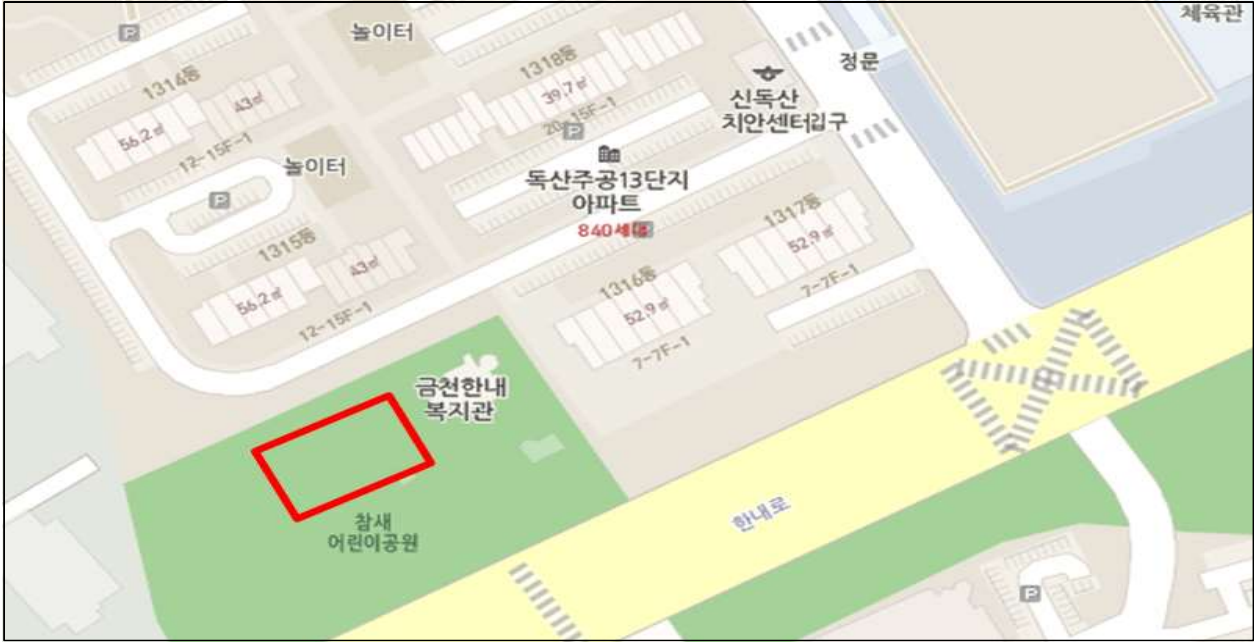 체육관
P
놀이터
정문
1314동
43㎡
56.2㎡
12-15F-1
1318동
39.7㎡
20-15F-1
P
신독산
치안센터입구
놀이터
P
독산주공13단지
아파트
840세대
1315동
43㎡
56.2㎡
12-15F-1
1317동
52.9㎡
7-7F-1
1316동
52.9㎡
7-7F-1
금천한내
복지관
참새
어린이공원
한내로
P